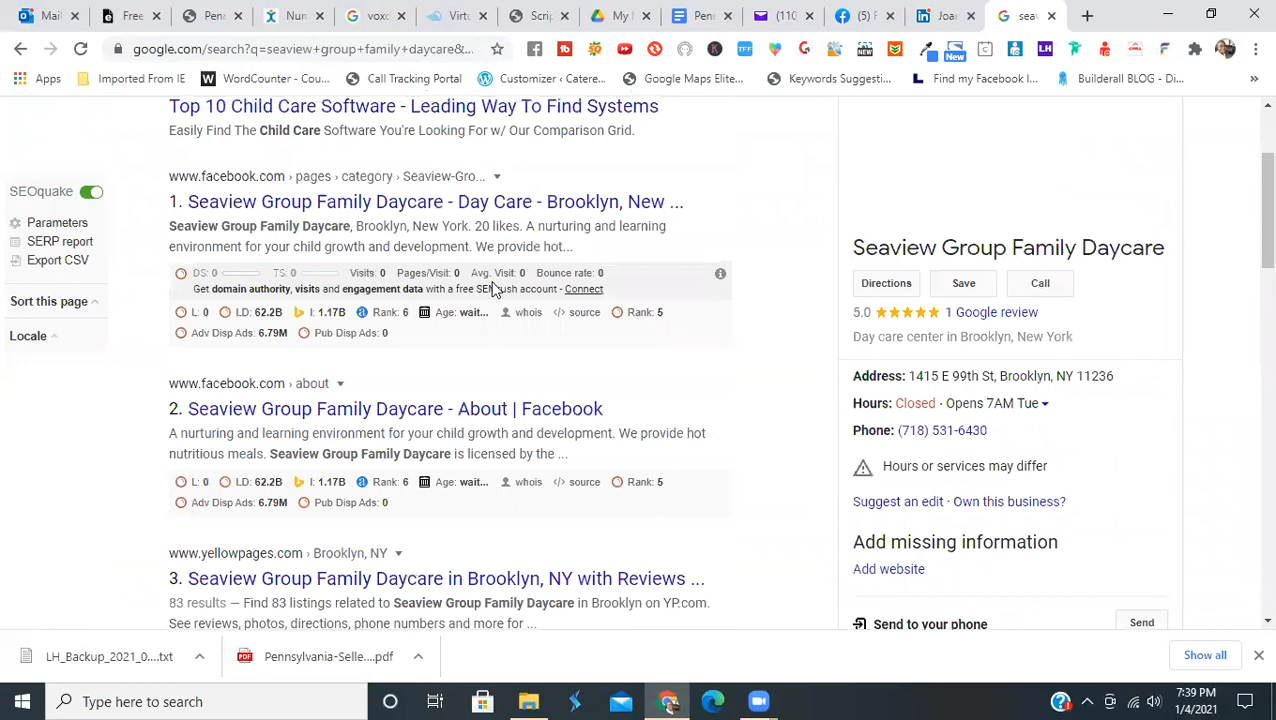 Mail
Free
Penn
Num
voxc
Virtu
Scrip
My I
Penn
(110
(5) F
Joar
seav
google.com/search?q=seaview+group+family+daycare&...
New
Apps
Imported From IE
WordCounter - Cou...
Call Tracking Portal
Customizer ‹ Catere...
Google Maps Elite...
Keywords Suggesti...
Find my Facebook I...
Builderall BLOG - Di...
»
Top 10 Child Care Software - Leading Way To Find Systems
Easily Find The Child Care Software You're Looking For w/ Our Comparison Grid.
SEOquake
Parameters
SERP report
Export CSV
Sort this page
Locale
www.facebook.com › pages › category › Seaview-Gro...
1. Seaview Group Family Daycare - Day Care - Brooklyn, New ...
Seaview Group Family Daycare, Brooklyn, New York. 20 likes. A nurturing and learning
environment for your child growth and development. We provide hot...
DS: 0 TS: 0 Visits: 0 Pages/Visit: 0 Avg. Visit: 0 Bounce rate: 0
Get domain authority, visits and engagement data with a free SEMrush account - Connect
L: 0 LD: 62.2B I: 1.17B Rank: 6 Age: wait... whois </> source Rank: 5
Adv Disp Ads: 6.79M Pub Disp Ads: 0
www.facebook.com › about
2. Seaview Group Family Daycare - About | Facebook
A nurturing and learning environment for your child growth and development. We provide hot
nutritious meals. Seaview Group Family Daycare is licensed by the ...
L: 0 LD: 62.2B I: 1.17B Rank: 6 Age: wait... whois </> source Rank: 5
Adv Disp Ads: 6.79M Pub Disp Ads: 0
www.yellowpages.com › Brooklyn, NY
3. Seaview Group Family Daycare in Brooklyn, NY with Reviews ...
83 results — Find 83 listings related to Seaview Group Family Daycare in Brooklyn on YP.com.
See reviews, photos, directions, phone numbers and more for ...
Seaview Group Family Daycare
Directions
Save
Call
5.0 1 Google review
Day care center in Brooklyn, New York
Address: 1415 E 99th St, Brooklyn, NY 11236
Hours: Closed · Opens 7AM Tue
Phone: (718) 531-6430
Hours or services may differ
Suggest an edit · Own this business?
Add missing information
Add website
Send to your phone
Send
LH_Backup_2021_0....txt
Pennsylvania-Selle....pdf
Show all
Type here to search
7:39 PM
1/4/2021